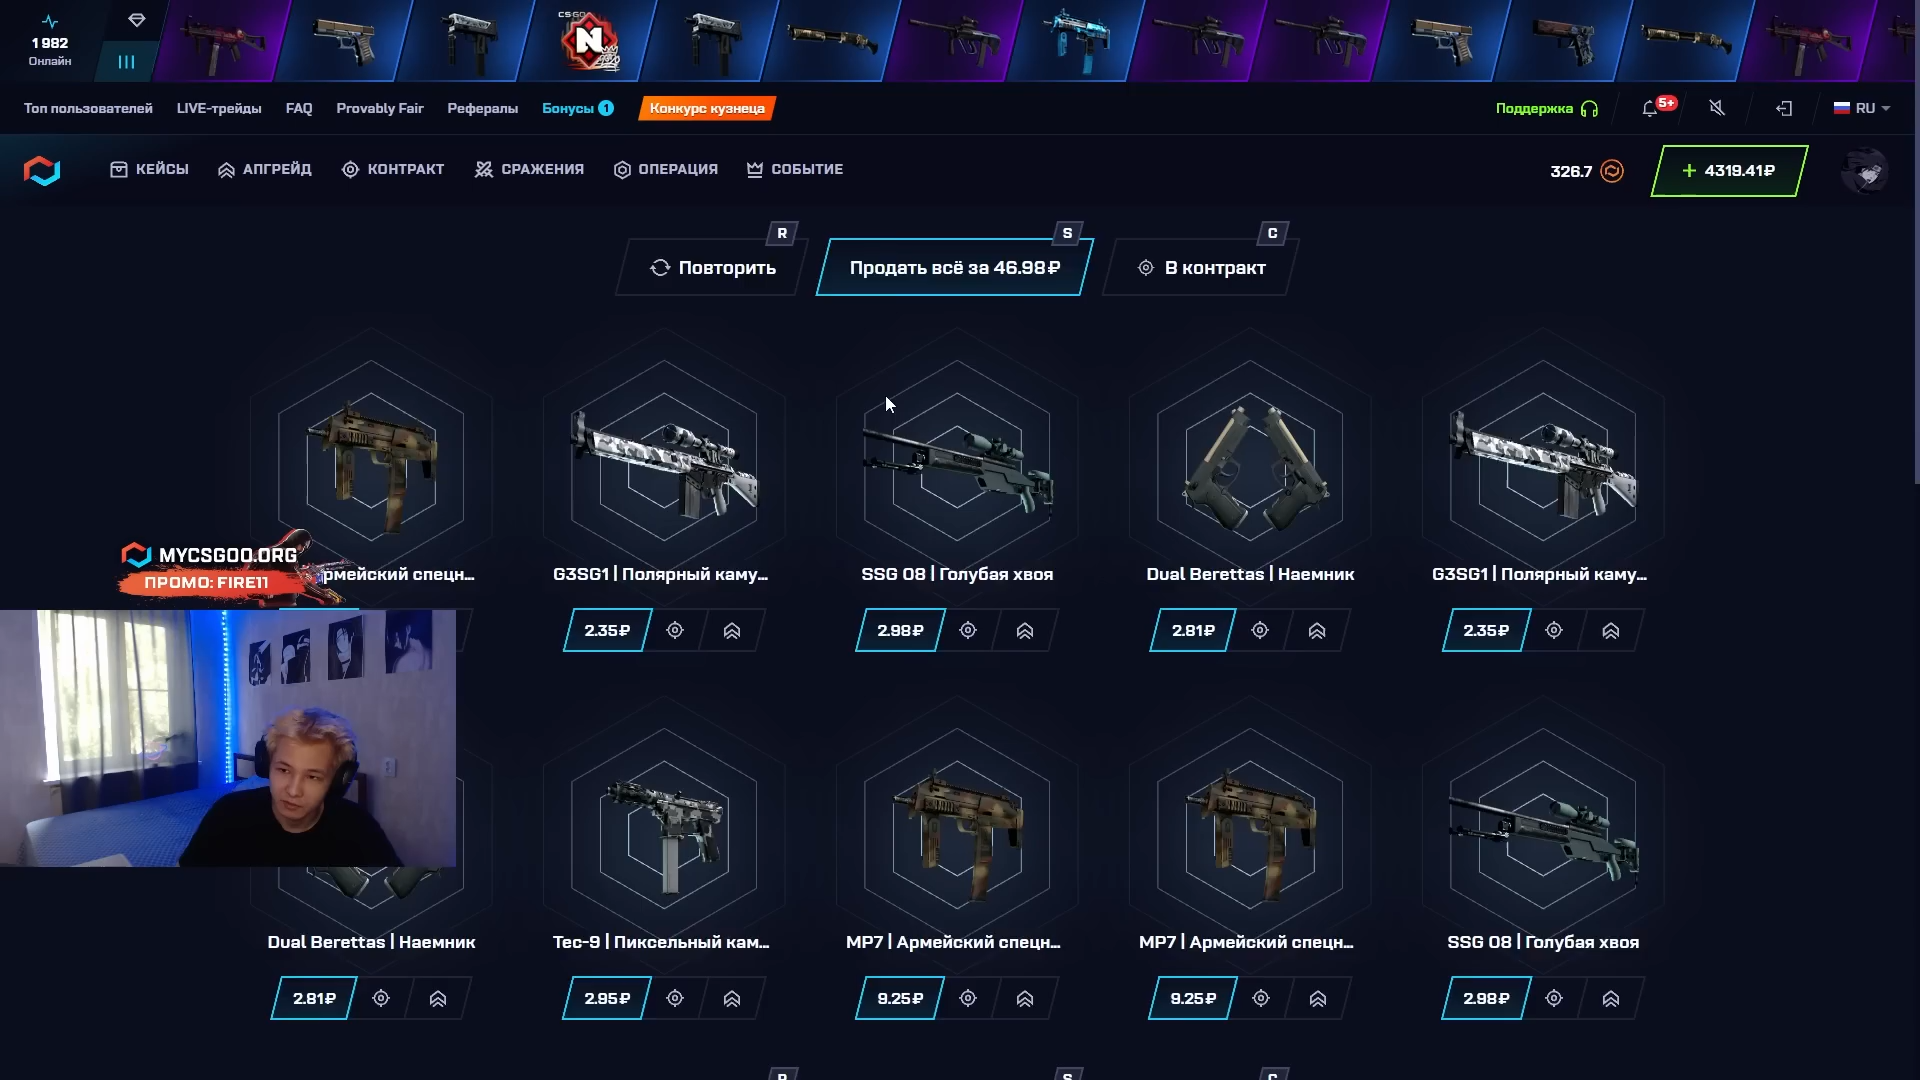 CS:GO
1 982
Онлайн
Топ пользователей
LIVE-трейды
FAQ
Provably Fair
Рефералы
Бонусы 1
Конкурс кузнеца
Поддержка
5+
RU
КЕЙСЫ
АПГРЕЙД
КОНТРАКТ
СРАЖЕНИЯ
ОПЕРАЦИЯ
СОБЫТИЕ
326.7
+ 4319.41₽
R
S
C
Повторить
Продать всё за 46.98₽
В контракт
MYCSGOO.ORG
ПРОМО: FIRE11
рмейский спецн...
G3SG1 | Полярный каму...
SSG 08 | Голубая хвоя
Dual Berettas | Наемник
G3SG1 | Полярный каму...
2.35₽
2.98₽
2.81₽
2.35₽
Dual Berettas | Наемник
Tec-9 | Пиксельный кам...
MP7 | Армейский спецн...
MP7 | Армейский спецн...
SSG 08 | Голубая хвоя
2.81₽
2.95₽
9.25₽
9.25₽
2.98₽
R
S
C